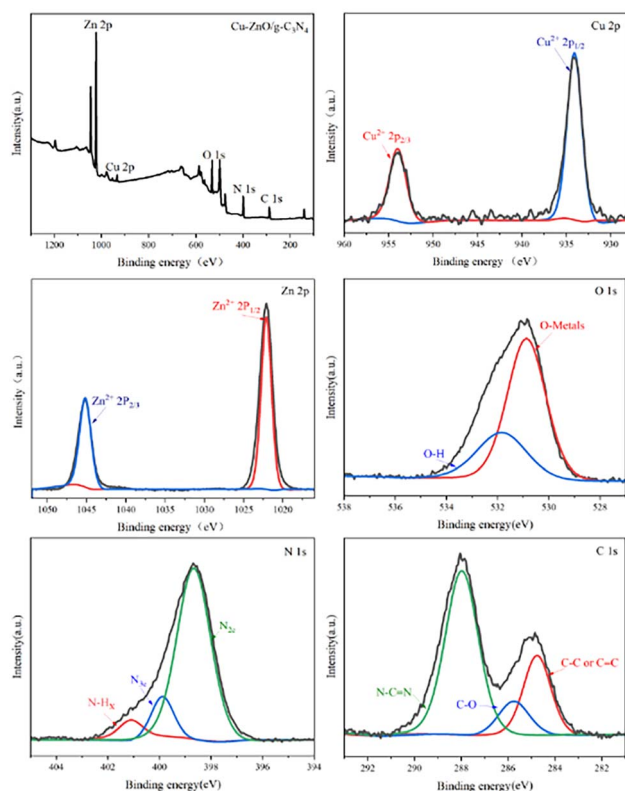 Cu-ZnO/g-C₃N₄
Zn 2p
Cu 2p
O 1s
N 1s
C 1s
Intensity(a.u.)
1200 1000 800 600 400 200
Binding energy (eV)
Cu 2p
Cu²⁺ 2p₁/₂
Cu²⁺ 2p₂/₃
Intensity(a.u.)
960 950 945 940 935 930
Binding energy (eV)
Zn 2p
Zn²⁺ 2P₁/₂
Zn²⁺ 2P₂/₃
Intensity (a.u.)
1050 1045 1040 1035 1030 1025 1020
Binding energy (eV)
O 1s
O-Metals
O-H
Intensity (a.u.)
538 536 534 532 530 528
Binding energy(eV)
N 1s
N₂c
N₃c
N-Hx
Intensity(a.u.)
404 402 400 398 396 394
Binding energy(eV)
C 1s
C-C or C=C
N-C=N
C-O
Intensity(a.u.)
292 290 288 286 284 282
Binding energy(eV)